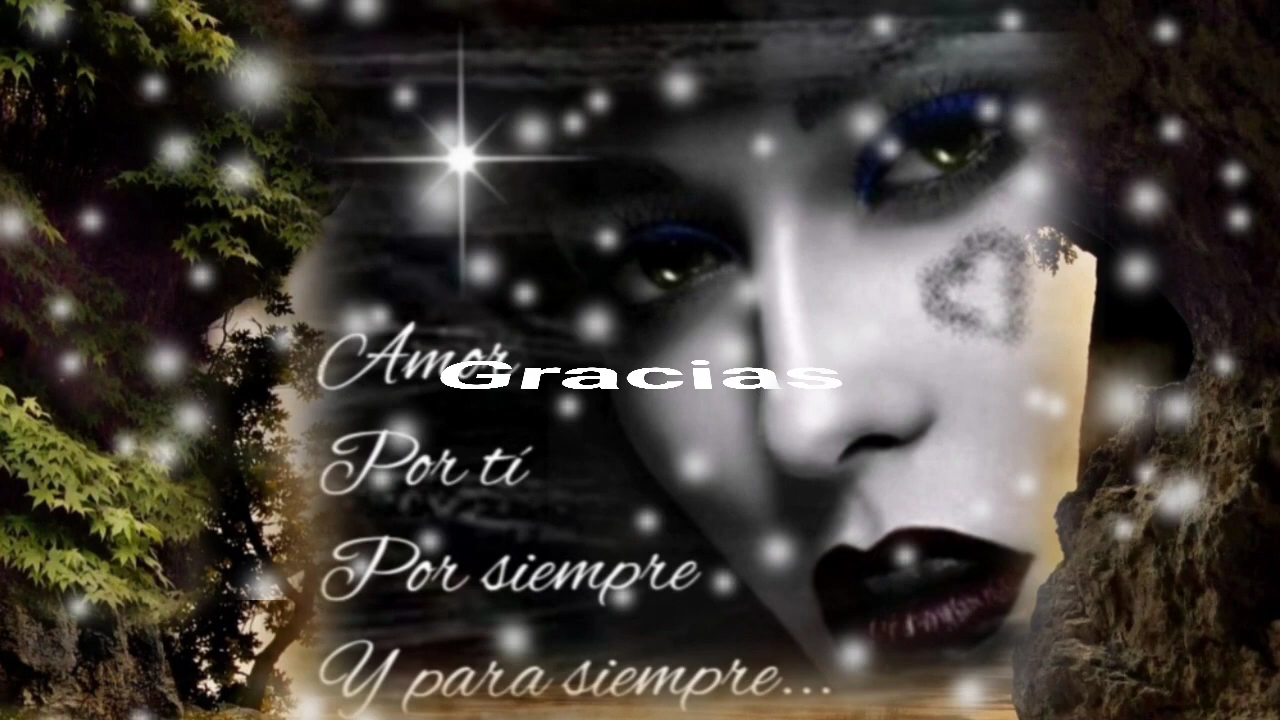 Amor
Gracias
Por tí
Por siempre
Y para siempre...